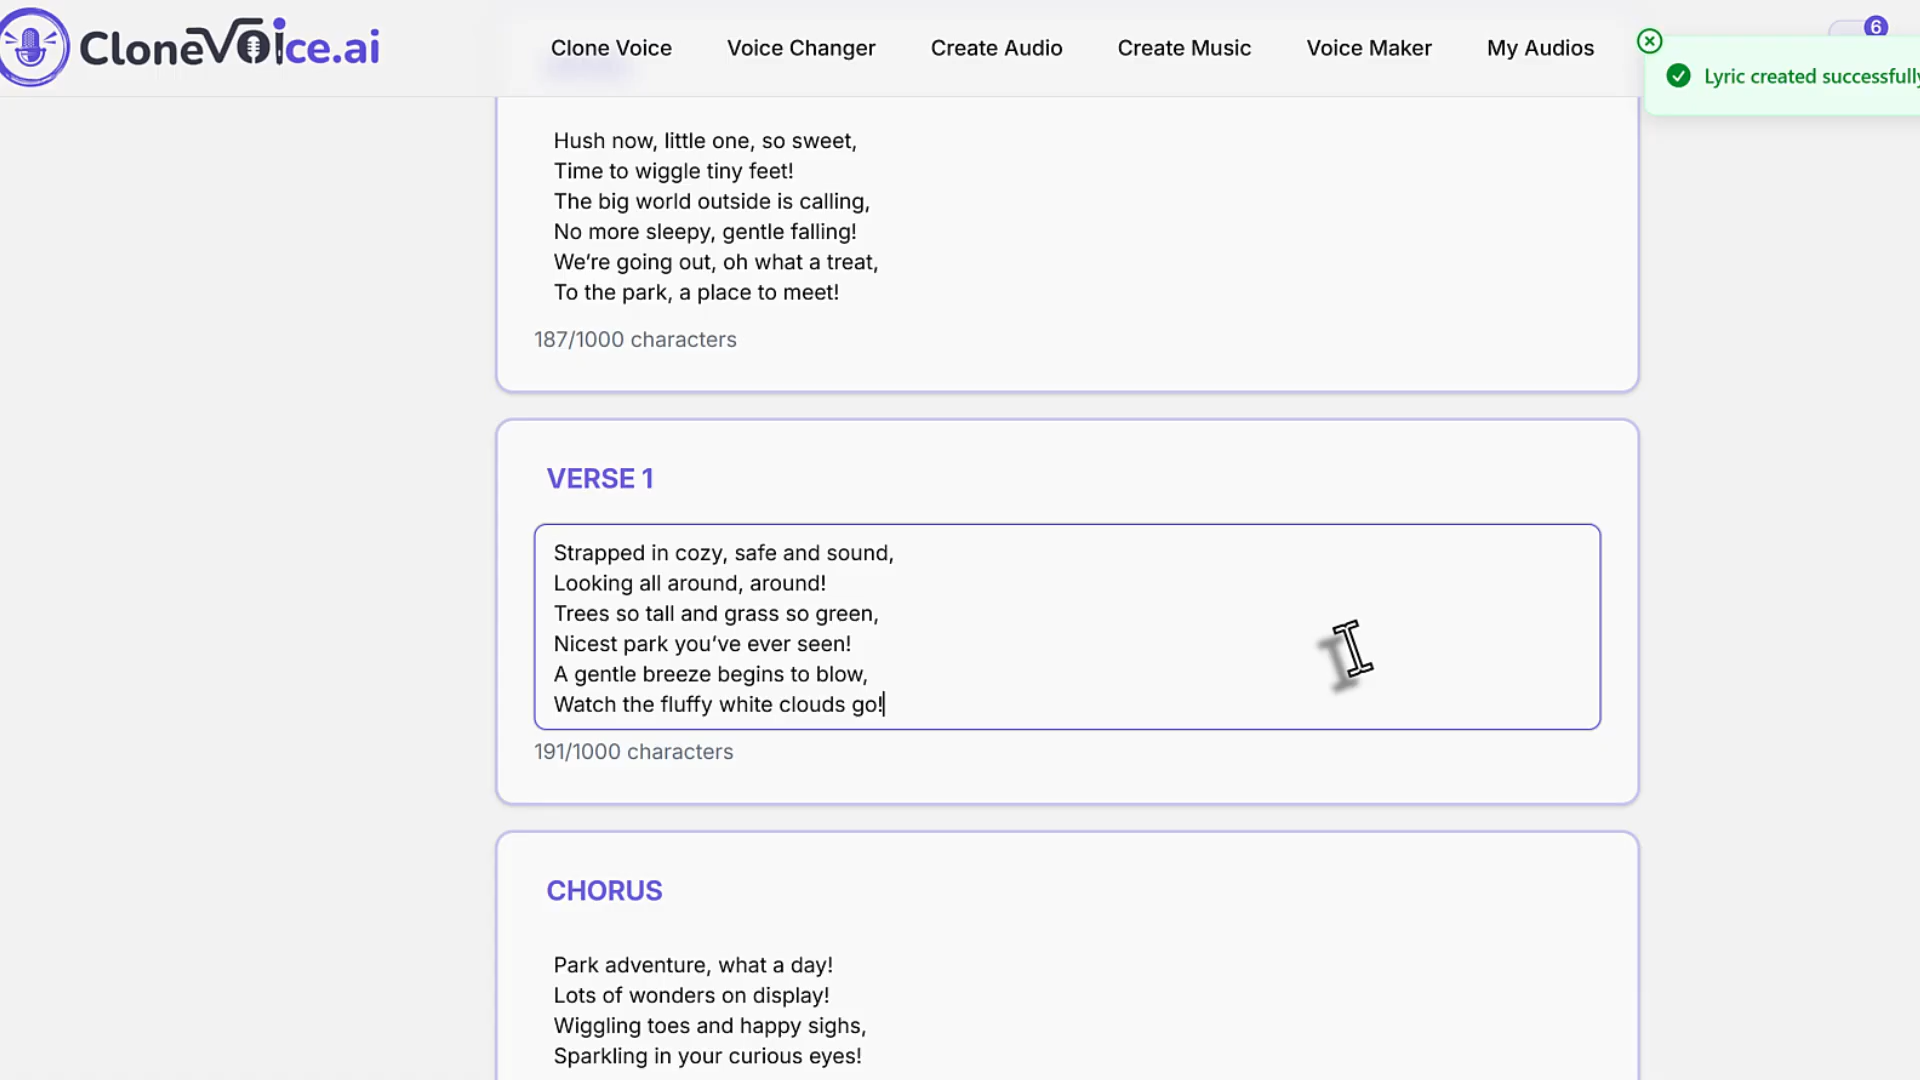 CloneVoice.ai
Clone Voice
Voice Changer
Create Audio
Create Music
Voice Maker
My Audios
6
Lyric created successfully
Hush now, little one, so sweet,
Time to wiggle tiny feet!
The big world outside is calling,
No more sleepy, gentle falling!
We’re going out, oh what a treat,
To the park, a place to meet!
187/1000 characters
VERSE 1
Strapped in cozy, safe and sound,
Looking all around, around!
Trees so tall and grass so green,
Nicest park you’ve ever seen!
A gentle breeze begins to blow,
Watch the fluffy white clouds go!
191/1000 characters
CHORUS
Park adventure, what a day!
Lots of wonders on display!
Wiggling toes and happy sighs,
Sparkling in your curious eyes!